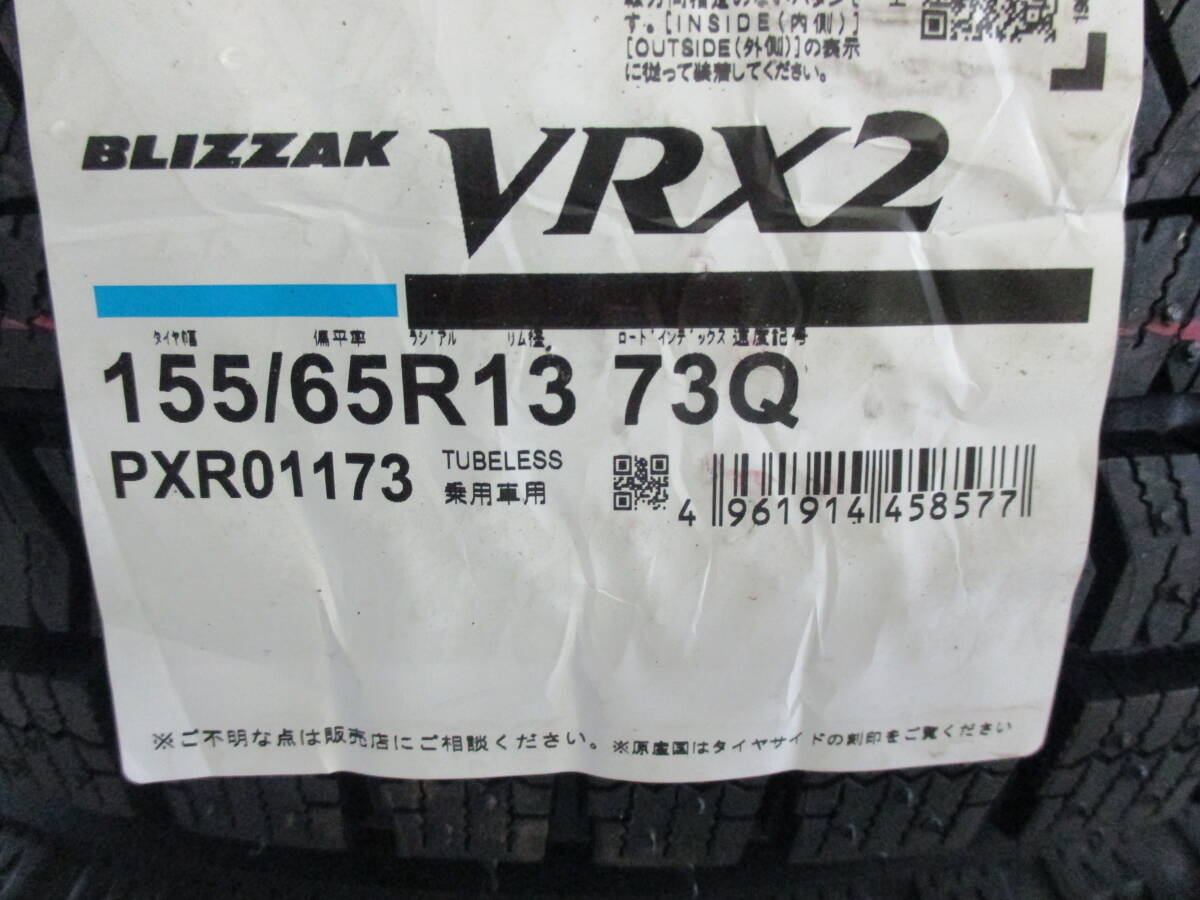 す。[INSIDE(内側)]
[OUTSIDE(外側)]の表示
に従って装着してください。
BLIZZAK VRX2
タイヤ巾 偏平率 ラジアル リム径 ロードインデックス 速度記号
155/65R13 73Q
PXR01173 TUBELESS
乗用車用
4 961914 458577
※ご不明な点は販売店にご相談ください。 ※原産国はタイヤサイドの刻印をご覧ください